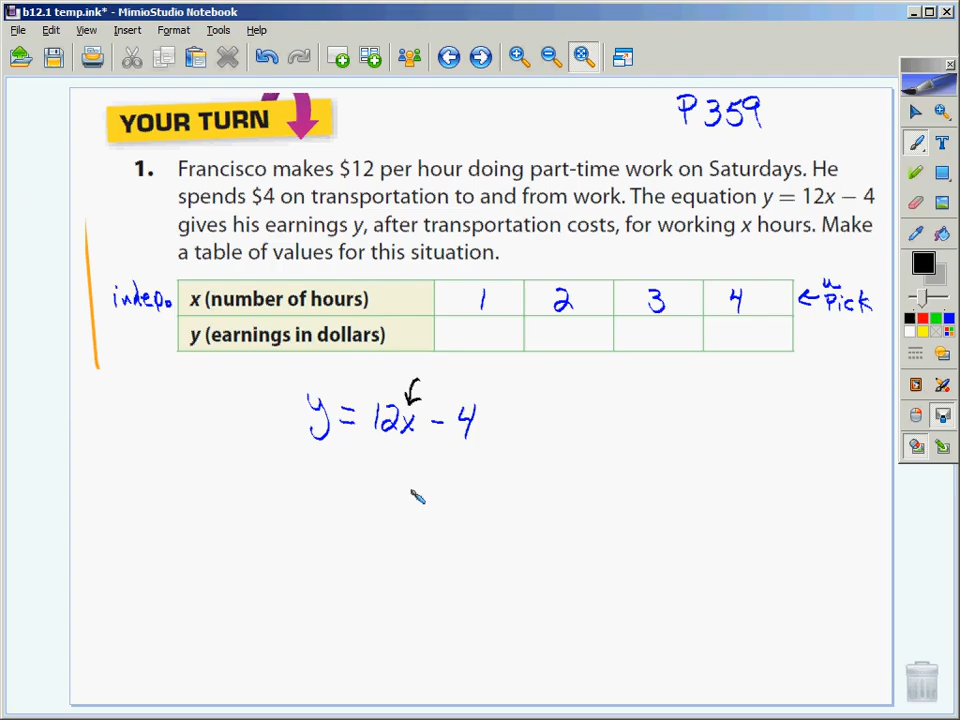 b12.1 temp.ink* - MimioStudio Notebook
File Edit View Insert Format Tools Help
YOUR TURN
P359
1. Francisco makes $12 per hour doing part-time work on Saturdays. He
spends $4 on transportation to and from work. The equation y = 12x − 4
gives his earnings y, after transportation costs, for working x hours. Make
a table of values for this situation.
indep. x (number of hours) 1 2 3 4 ← u Pick
y (earnings in dollars)
y = 12x - 4